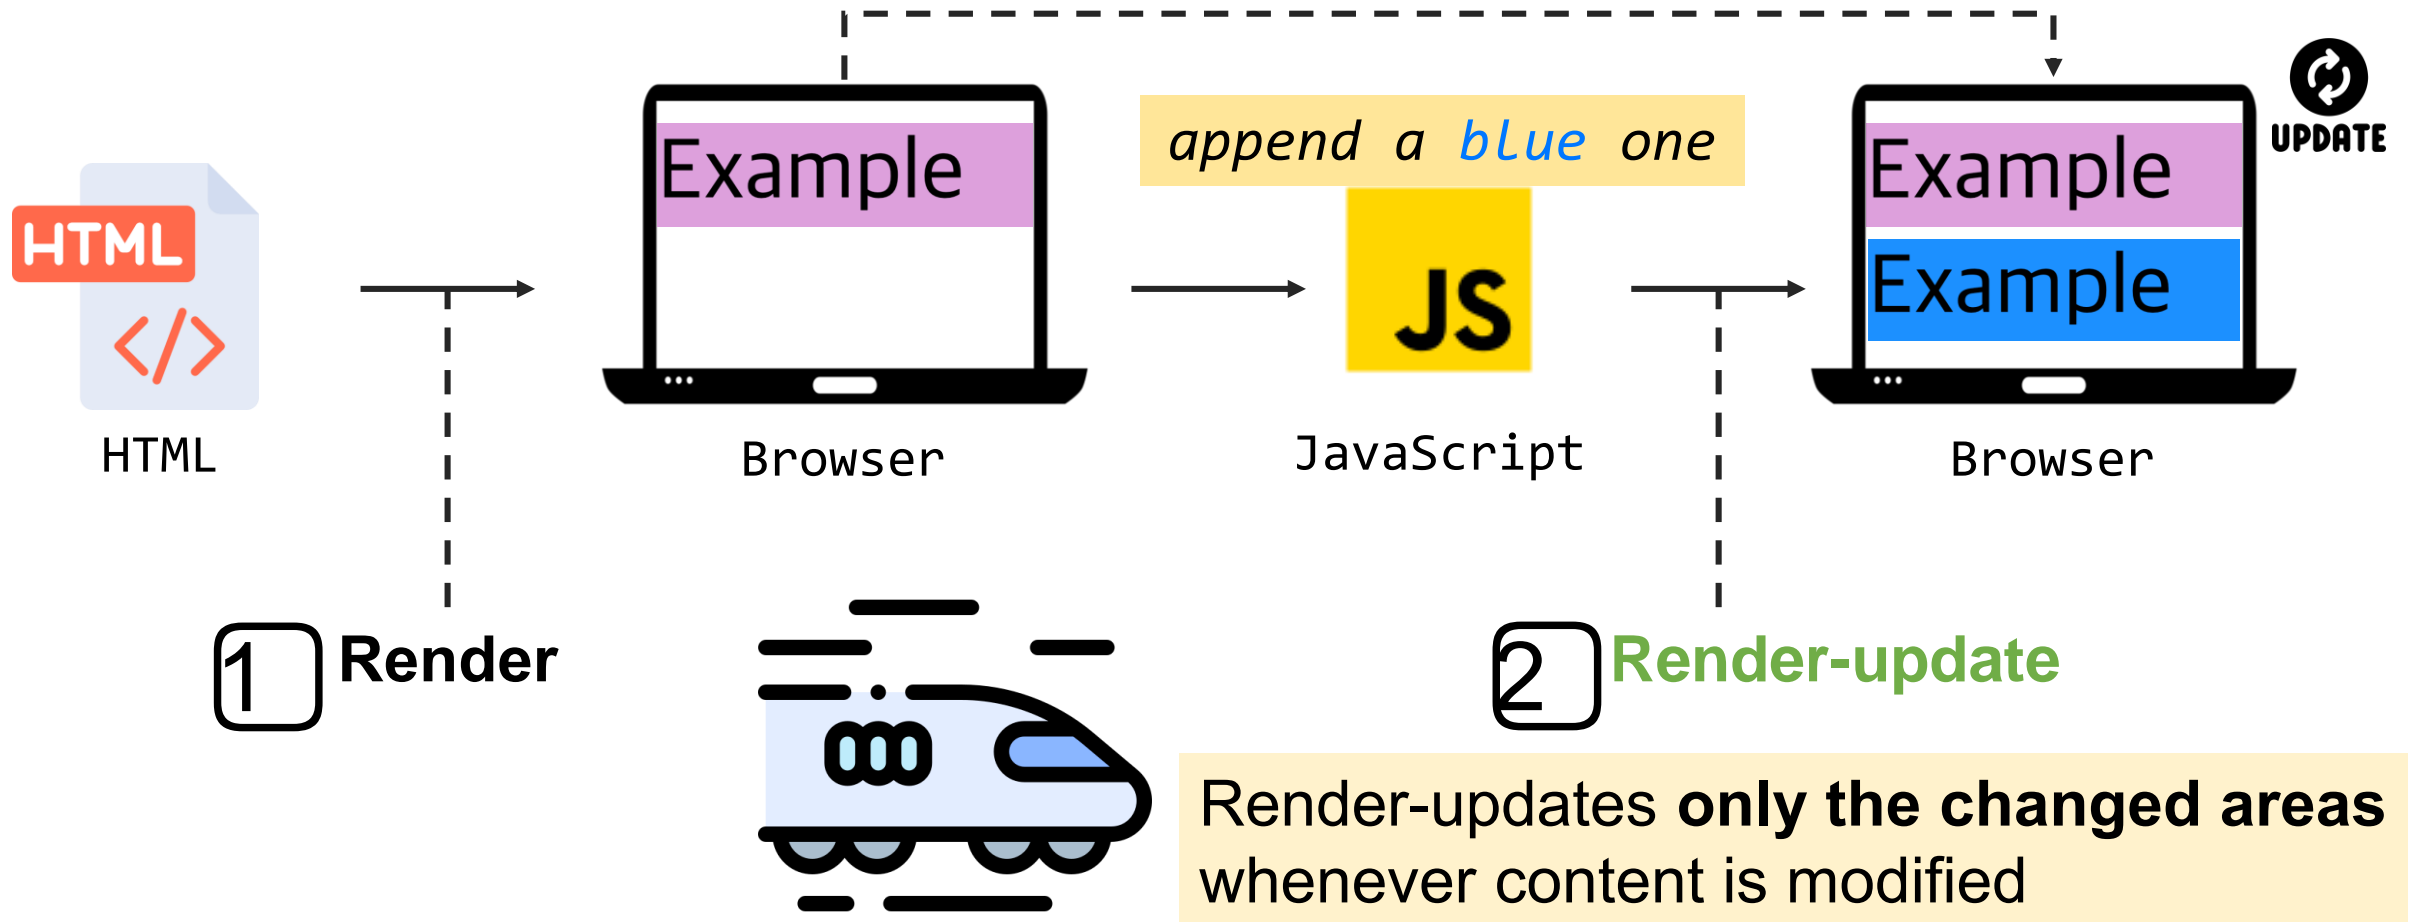 append a blue one
UPDATE
Example
Example
Example
HTML
</>
JS
HTML
Browser
JavaScript
Browser
1 Render
2 Render-update
Render-updates only the changed areas
whenever content is modified